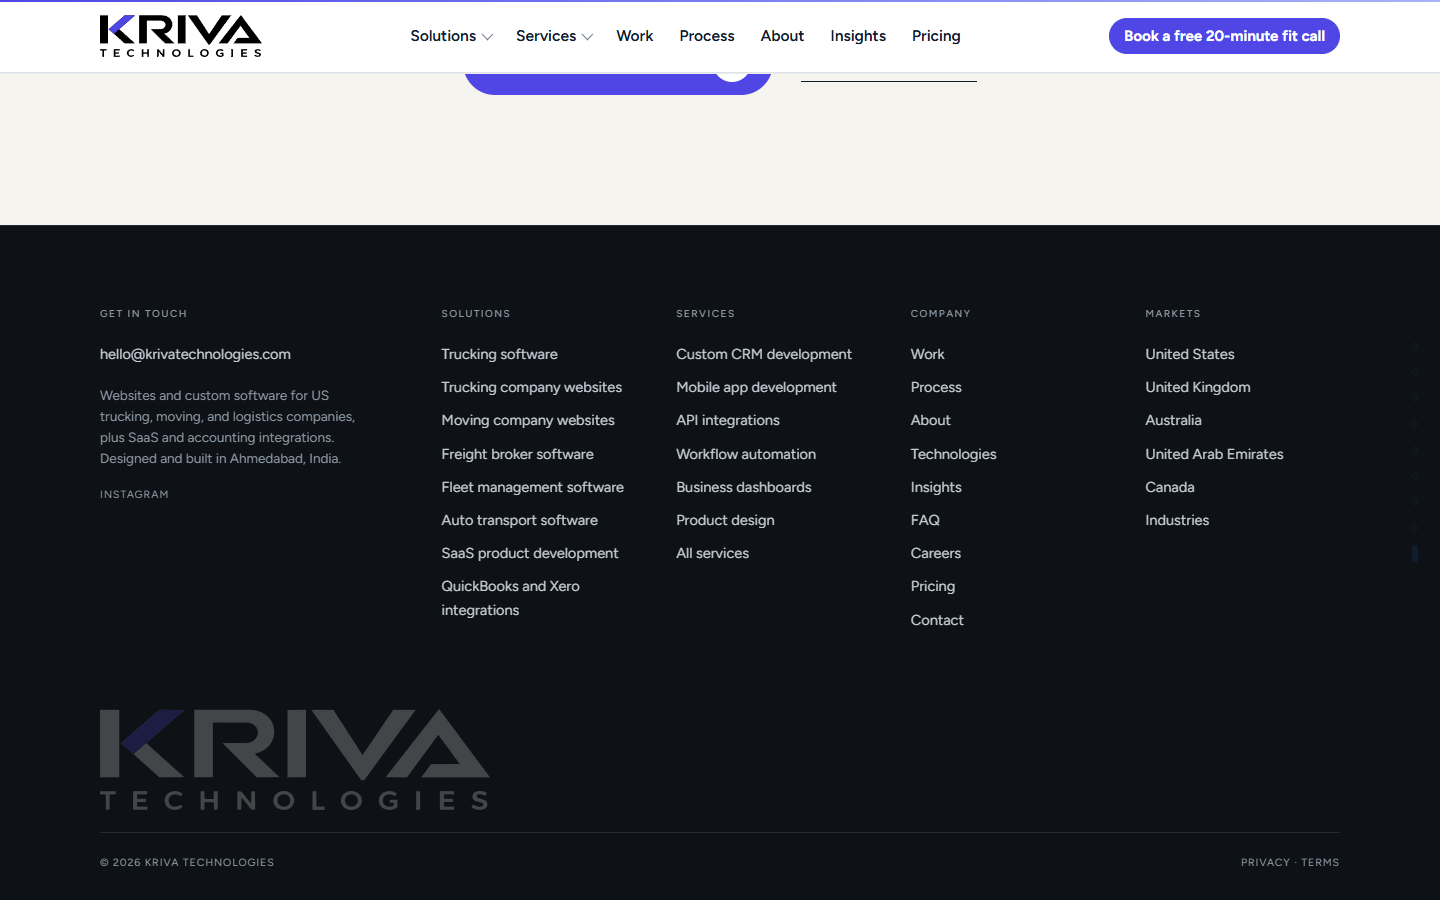 KRIVA
TECHNOLOGIES
Solutions
Services
Work
Process
About
Insights
Pricing
Book a free 20-minute fit call
GET IN TOUCH
hello@krivatechnologies.com
Websites and custom software for US
trucking, moving, and logistics companies,
plus SaaS and accounting integrations.
Designed and built in Ahmedabad, India.
INSTAGRAM
SOLUTIONS
Trucking software
Trucking company websites
Moving company websites
Freight broker software
Fleet management software
Auto transport software
SaaS product development
QuickBooks and Xero
integrations
SERVICES
Custom CRM development
Mobile app development
API integrations
Workflow automation
Business dashboards
Product design
All services
COMPANY
Work
Process
About
Technologies
Insights
FAQ
Careers
Pricing
Contact
MARKETS
United States
United Kingdom
Australia
United Arab Emirates
Canada
Industries
KRIVA
TECHNOLOGIES
© 2026 KRIVA TECHNOLOGIES
PRIVACY · TERMS